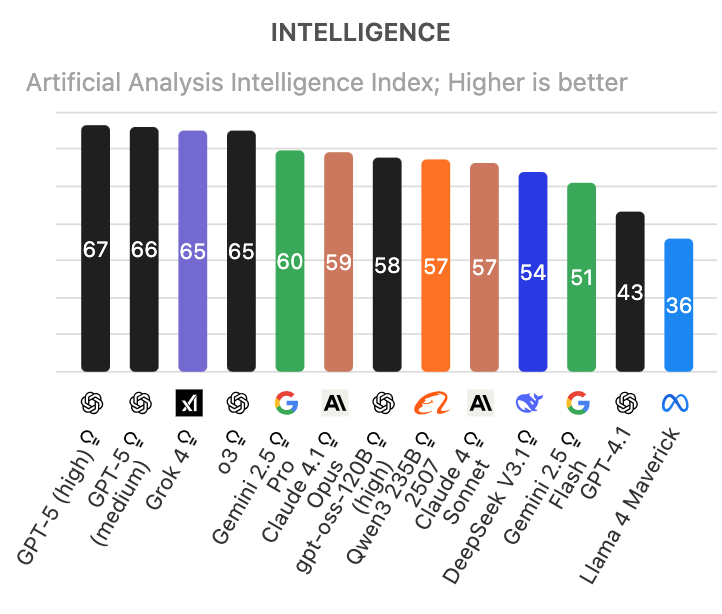 INTELLIGENCE
Artificial Analysis Intelligence Index; Higher is better
67
66
65
65
60
59
58
57
57
54
51
43
36
GPT-5 (high)
GPT-5
(medium)
Grok 4
o3
Gemini 2.5
Pro
Claude 4.1
Opus
gpt-oss-120B
(high)
Qwen3 235B
2507
Claude 4
Sonnet
DeepSeek V3.1
Gemini 2.5
Flash
GPT-4.1
Llama 4 Maverick